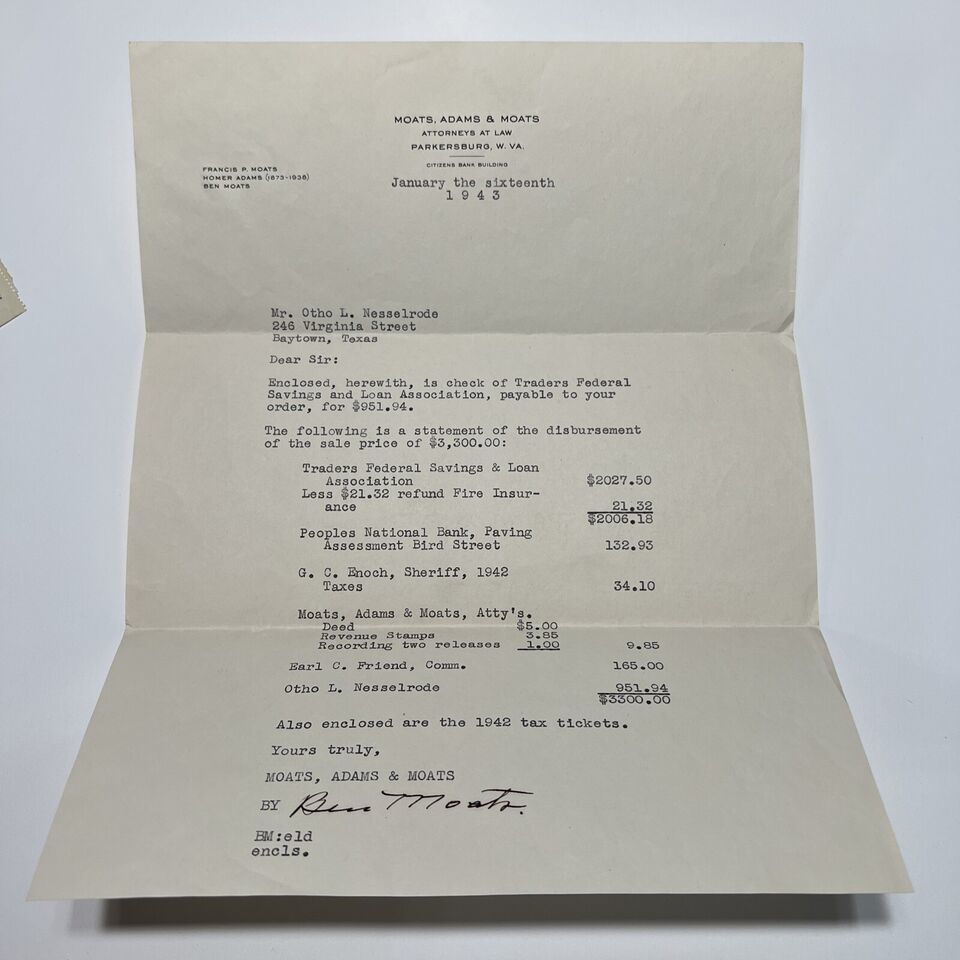 MOATS, ADAMS & MOATS
ATTORNEYS AT LAW
PARKERSBURG, W. VA.
CITIZENS BANK BUILDING
FRANCIS P. MOATS
HOMER ADAMS (1873-1938)
BEN MOATS
January the sixteenth
1 9 4 3
Mr. Otho L. Nesselrode
246 Virginia Street
Baytown, Texas
Dear Sir:
Enclosed, herewith, is check of Traders Federal
Savings and Loan Association, payable to your
order, for $951.94.
The following is a statement of the disbursement
of the sale price of $3,300.00:
Traders Federal Savings & Loan
Association $2027.50
Less $21.32 refund Fire Insur-
ance 21.32
$2006.18
Peoples National Bank, Paving
Assessment Bird Street 132.93
G. C. Enoch, Sheriff, 1942
Taxes 34.10
Moats, Adams & Moats, Atty's.
Deed $5.00
Revenue Stamps 3.85
Recording two releases 1.00 9.85
Earl C. Friend, Comm. 165.00
Otho L. Nesselrode 951.94
$3300.00
Also enclosed are the 1942 tax tickets.
Yours truly,
MOATS, ADAMS & MOATS
BY Ben Moats.
BM:eld
encls.